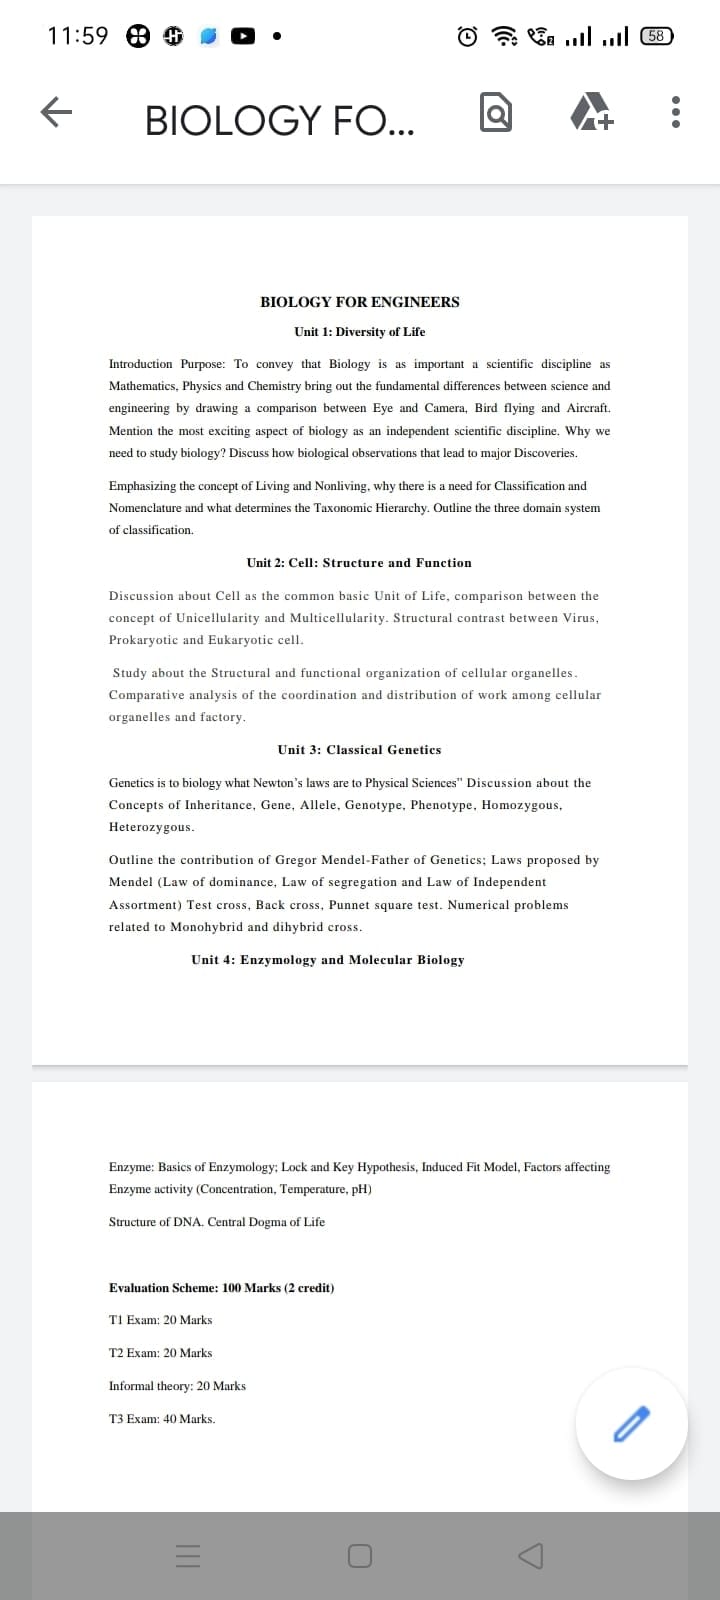 11:59
58
BIOLOGY FO...
BIOLOGY FOR ENGINEERS
Unit 1: Diversity of Life
Introduction Purpose: To convey that Biology is as important a scientific discipline as
Mathematics, Physics and Chemistry bring out the fundamental differences between science and
engineering by drawing a comparison between Eye and Camera, Bird flying and Aircraft.
Mention the most exciting aspect of biology as an independent scientific discipline. Why we
need to study biology? Discuss how biological observations that lead to major Discoveries.
Emphasizing the concept of Living and Nonliving, why there is a need for Classification and
Nomenclature and what determines the Taxonomic Hierarchy. Outline the three domain system
of classification.
Unit 2: Cell: Structure and Function
Discussion about Cell as the common basic Unit of Life, comparison between the
concept of Unicellularity and Multicellularity. Structural contrast between Virus,
Prokaryotic and Eukaryotic cell.
Study about the Structural and functional organization of cellular organelles.
Comparative analysis of the coordination and distribution of work among cellular
organelles and factory.
Unit 3: Classical Genetics
Genetics is to biology what Newton's laws are to Physical Sciences" Discussion about the
Concepts of Inheritance, Gene, Allele, Genotype, Phenotype, Homozygous,
Heterozygous.
Outline the contribution of Gregor Mendel-Father of Genetics; Laws proposed by
Mendel (Law of dominance, Law of segregation and Law of Independent
Assortment) Test cross, Back cross, Punnet square test. Numerical problems
related to Monohybrid and dihybrid cross.
Unit 4: Enzymology and Molecular Biology
Enzyme: Basics of Enzymology; Lock and Key Hypothesis, Induced Fit Model, Factors affecting
Enzyme activity (Concentration, Temperature, pH)
Structure of DNA. Central Dogma of Life
Evaluation Scheme: 100 Marks (2 credit)
T1 Exam: 20 Marks
T2 Exam: 20 Marks
Informal theory: 20 Marks
T3 Exam: 40 Marks.